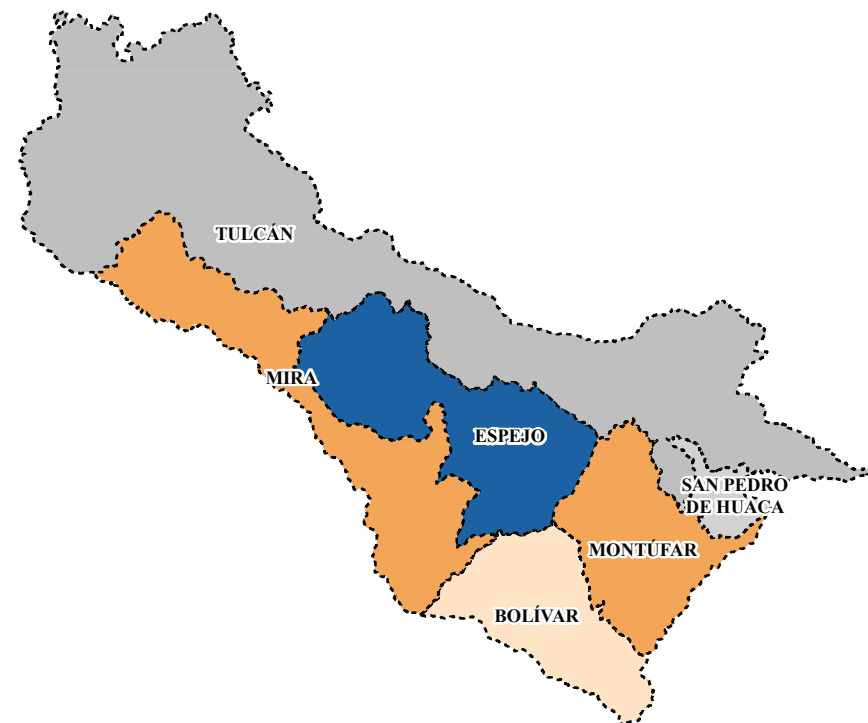 TULCÁN
MIRA
ESPEJO
SAN PEDRO
DE HUACA
MONTÚFAR
BOLÍVAR